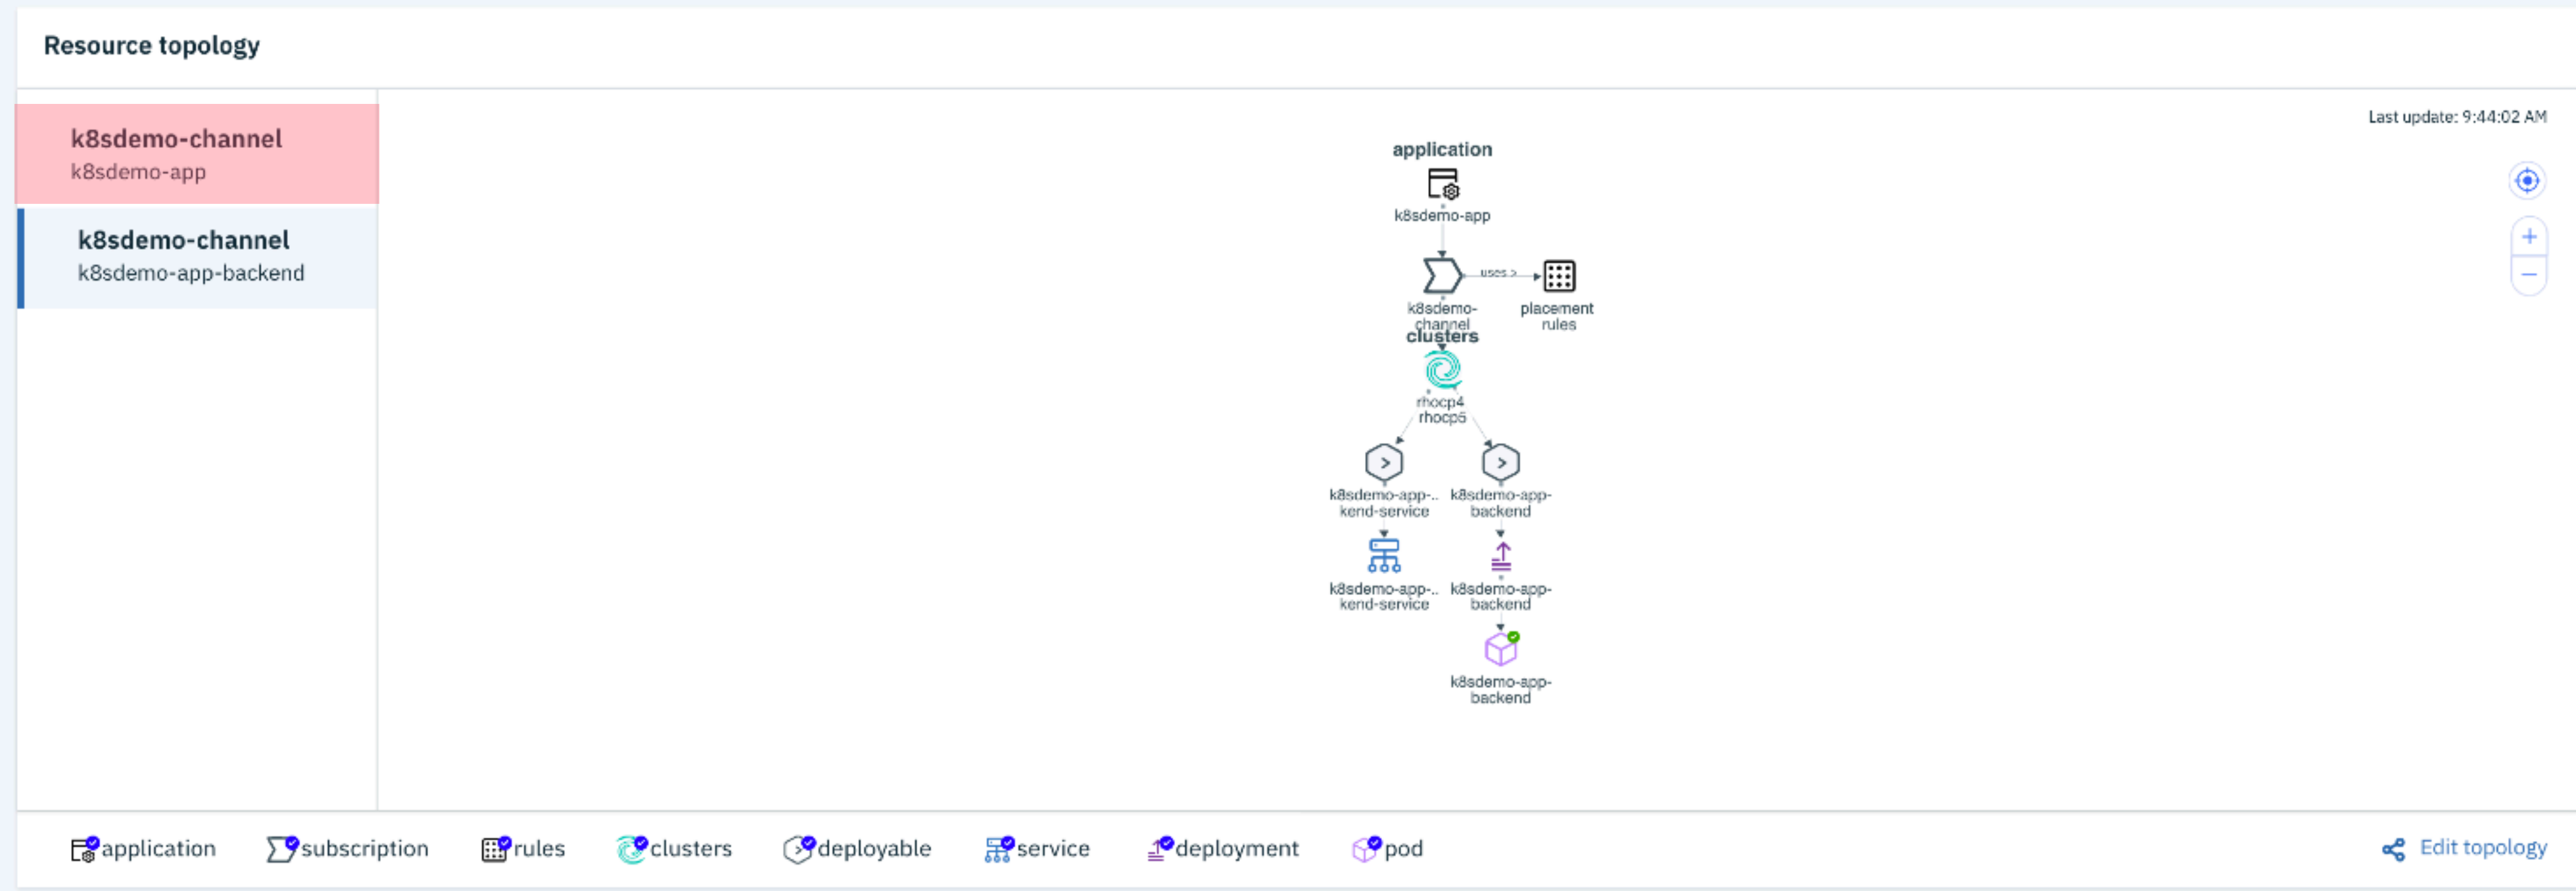 Resource topology
k8sdemo-channel
k8sdemo-app
k8sdemo-channel
k8sdemo-app-backend
Last update: 9:44:02 AM
application
k8sdemo-app
uses >
k8sdemo-
channel
placement
rules
clusters
rhocp4
rhocp5
k8sdemo-app-..
kend-service
k8sdemo-app-
backend
k8sdemo-app-..
kend-service
k8sdemo-app-
backend
k8sdemo-app-
backend
application
subscription
rules
clusters
deployable
service
deployment
pod
Edit topology